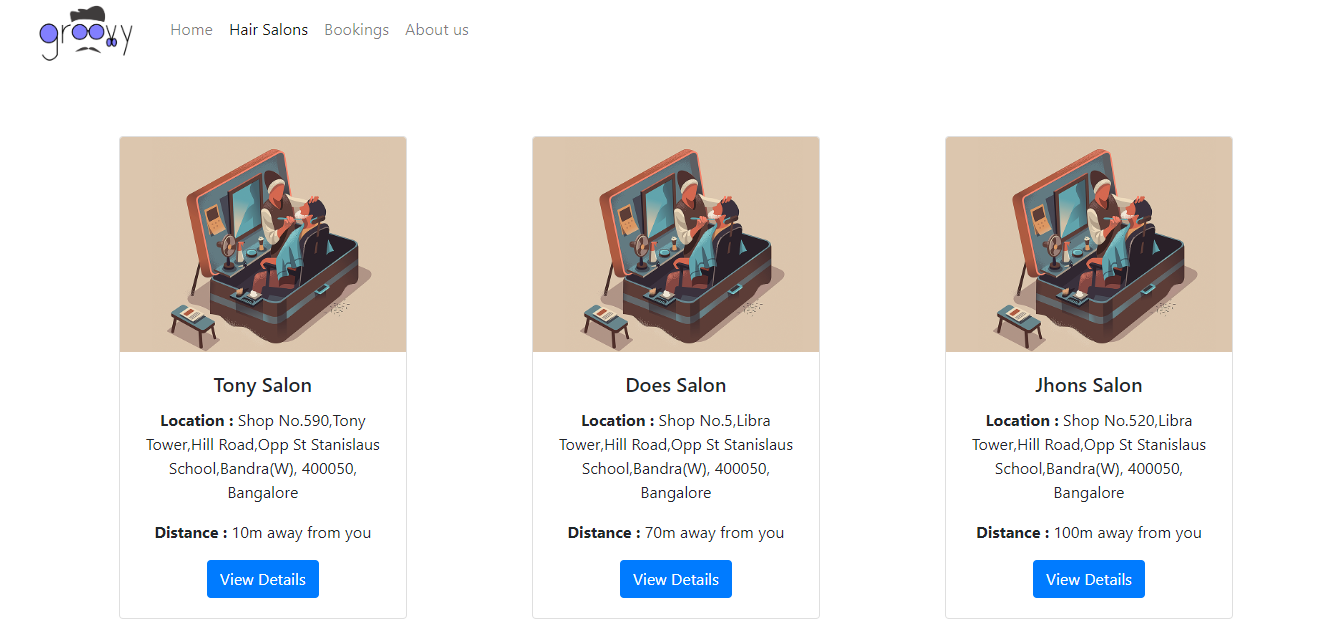 groovy
Home Hair Salons Bookings About us
Tony Salon
Location : Shop No.590,Tony
Tower,Hill Road,Opp St Stanislaus
School,Bandra(W), 400050,
Bangalore
Distance : 10m away from you
View Details
Does Salon
Location : Shop No.5,Libra
Tower,Hill Road,Opp St Stanislaus
School,Bandra(W), 400050,
Bangalore
Distance : 70m away from you
View Details
Jhons Salon
Location : Shop No.520,Libra
Tower,Hill Road,Opp St Stanislaus
School,Bandra(W), 400050,
Bangalore
Distance : 100m away from you
View Details